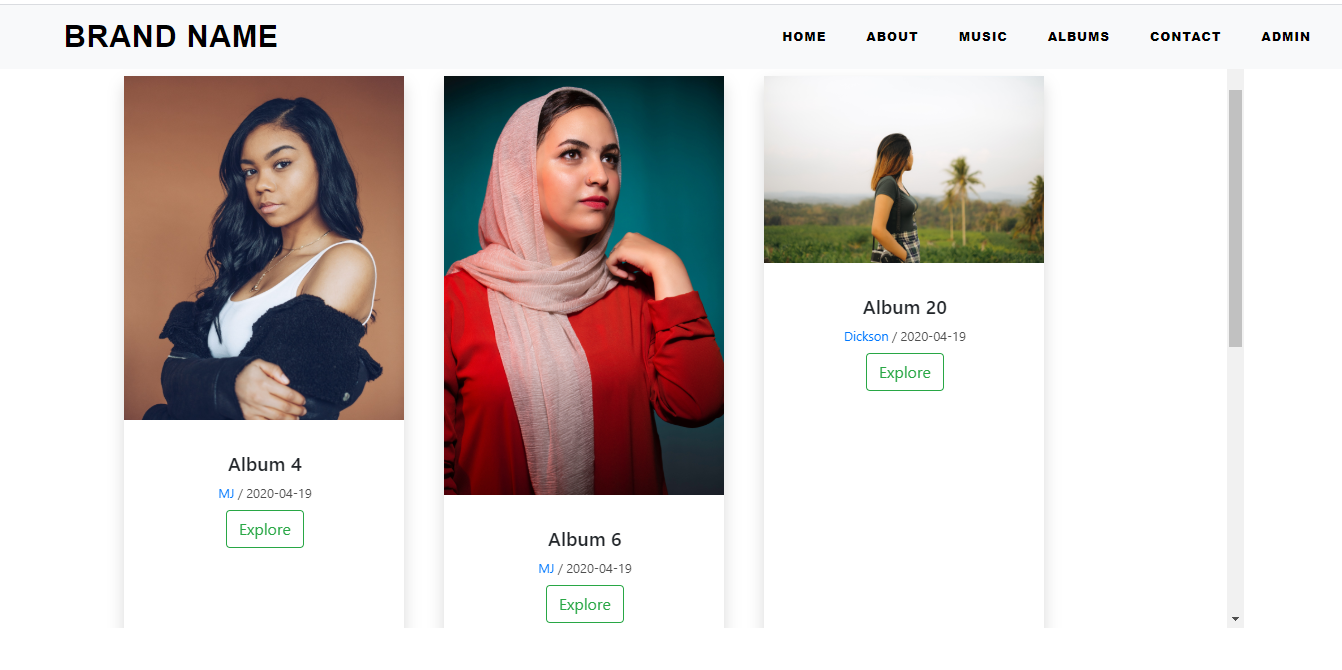 BRAND NAME
HOME ABOUT MUSIC ALBUMS CONTACT ADMIN
Album 4
MJ / 2020-04-19
Explore
Album 6
MJ / 2020-04-19
Explore
Album 20
Dickson / 2020-04-19
Explore